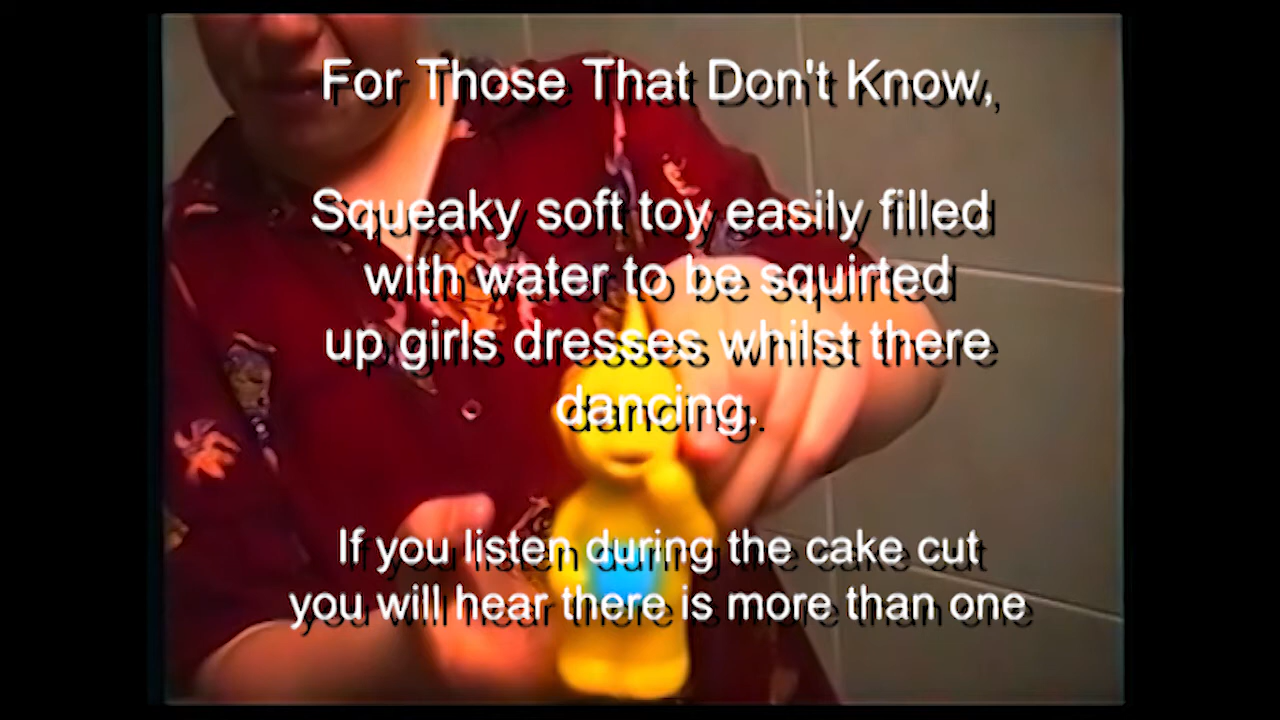 For Those That Don't Know,
Squeaky soft toy easily filled
with water to be squirted
up girls dresses whilst there
dancing.
If you listen during the cake cut
you will hear there is more than one